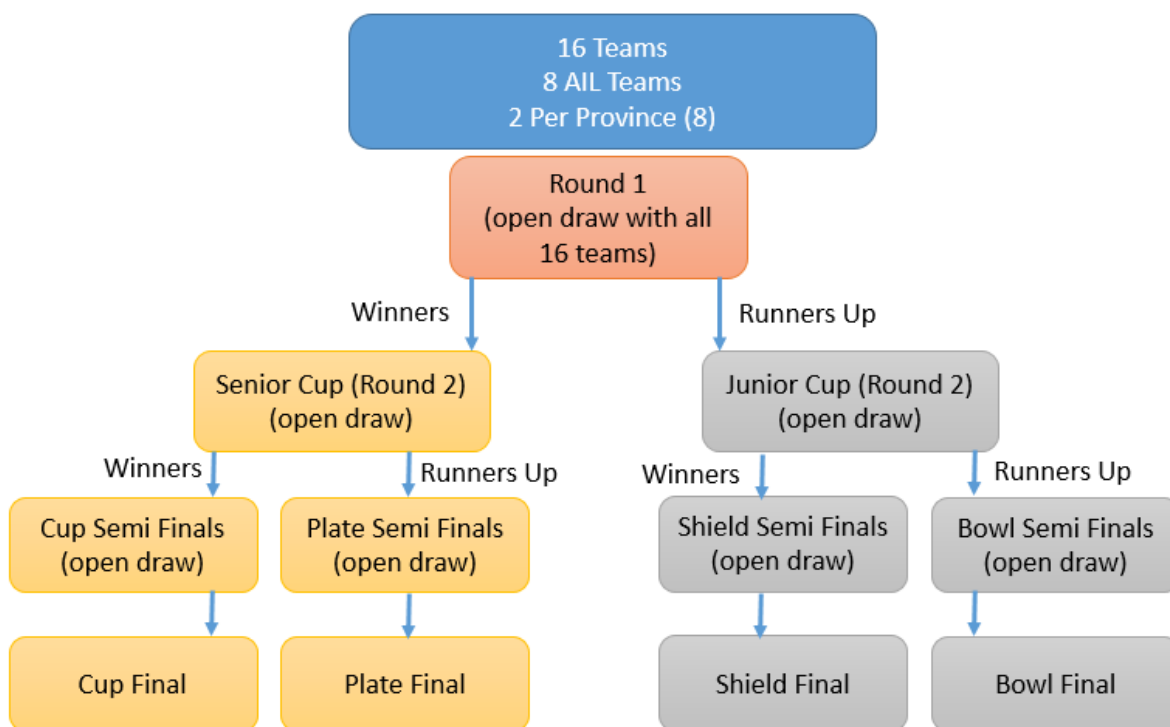 16 Teams
8 AIL Teams
2 Per Province (8)
Round 1
(open draw with all
16 teams)
Winners
Runners Up
Senior Cup (Round 2)
(open draw)
Junior Cup (Round 2)
(open draw)
Winners
Runners Up
Winners
Runners Up
Cup Semi Finals
(open draw)
Plate Semi Finals
(open draw)
Shield Semi Finals
(open draw)
Bowl Semi Finals
(open draw)
Cup Final
Plate Final
Shield Final
Bowl Final